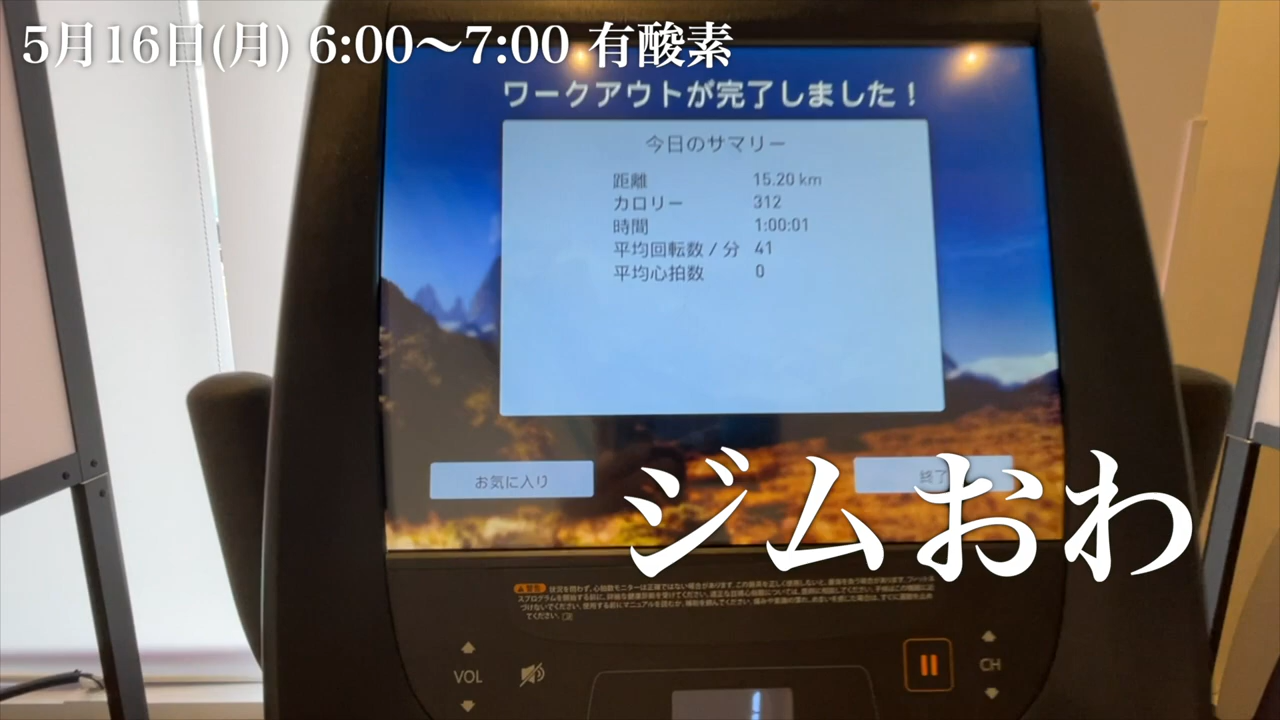 5月16日(月) 6:00〜7:00 有酸素
ワークアウトが完了しました！
今日のサマリー
距離 15.20 km
カロリー 312
時間 1:00:01
平均回転数 / 分 41
平均心拍数 0
お気に入り
終了
ジムおわ
警告
VOL
CH